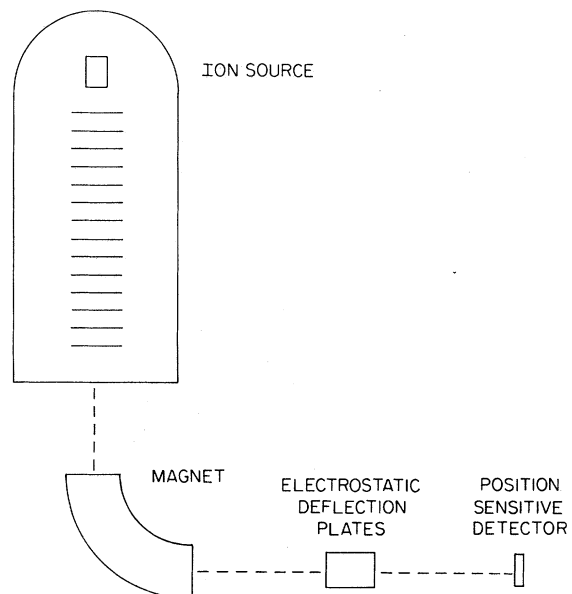 ION SOURCE
MAGNET
ELECTROSTATIC
DEFLECTION
PLATES
POSITION
SENSITIVE
DETECTOR